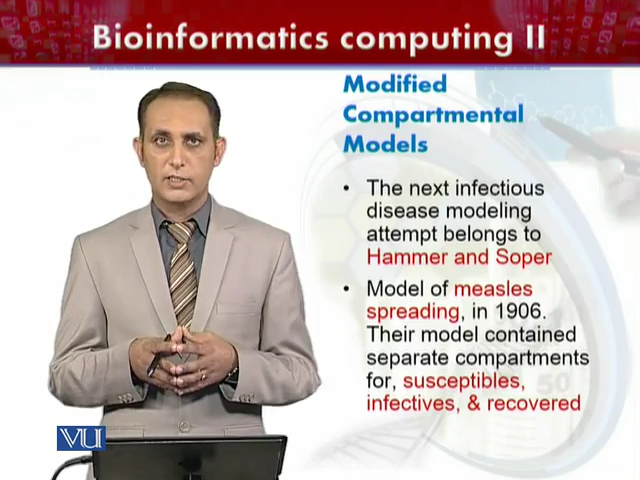 Bioinformatics computing II
Modified
Compartmental
Models
• The next infectious
disease modeling
attempt belongs to
Hammer and Soper
• Model of measles
spreading, in 1906.
Their model contained
separate compartments
for, susceptibles,
infectives, & recovered
VU